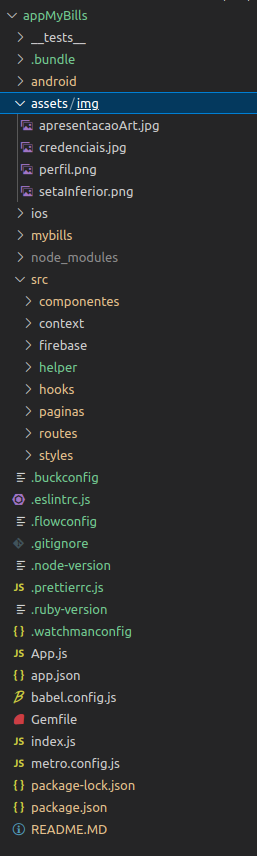 appMyBills
__tests__
.bundle
android
assets / img
apresentacaoArt.jpg
credenciais.jpg
perfil.png
setaInferior.png
ios
mybills
node_modules
src
componentes
context
firebase
helper
hooks
paginas
routes
styles
.buckconfig
.eslintrc.js
.flowconfig
.gitignore
.node-version
JS .prettierrc.js
.ruby-version
{ } .watchmanconfig
JS App.js
{ } app.json
babel.config.js
Gemfile
JS index.js
JS metro.config.js
{ } package-lock.json
{ } package.json
README.MD